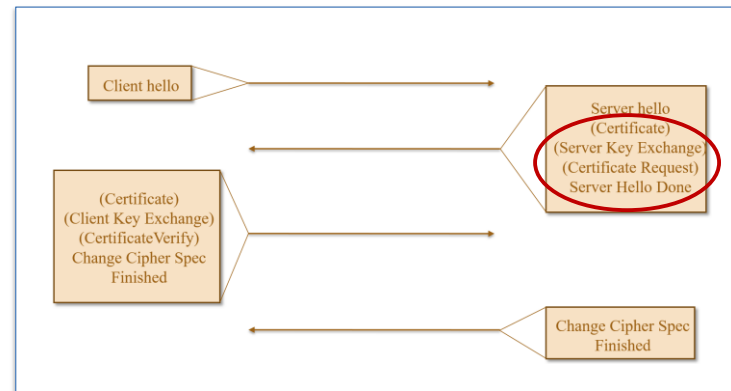 Client hello
Server hello
(Certificate)
(Server Key Exchange)
(Certificate Request)
Server Hello Done
(Certificate)
(Client Key Exchange)
(CertificateVerify)
Change Cipher Spec
Finished
Change Cipher Spec
Finished